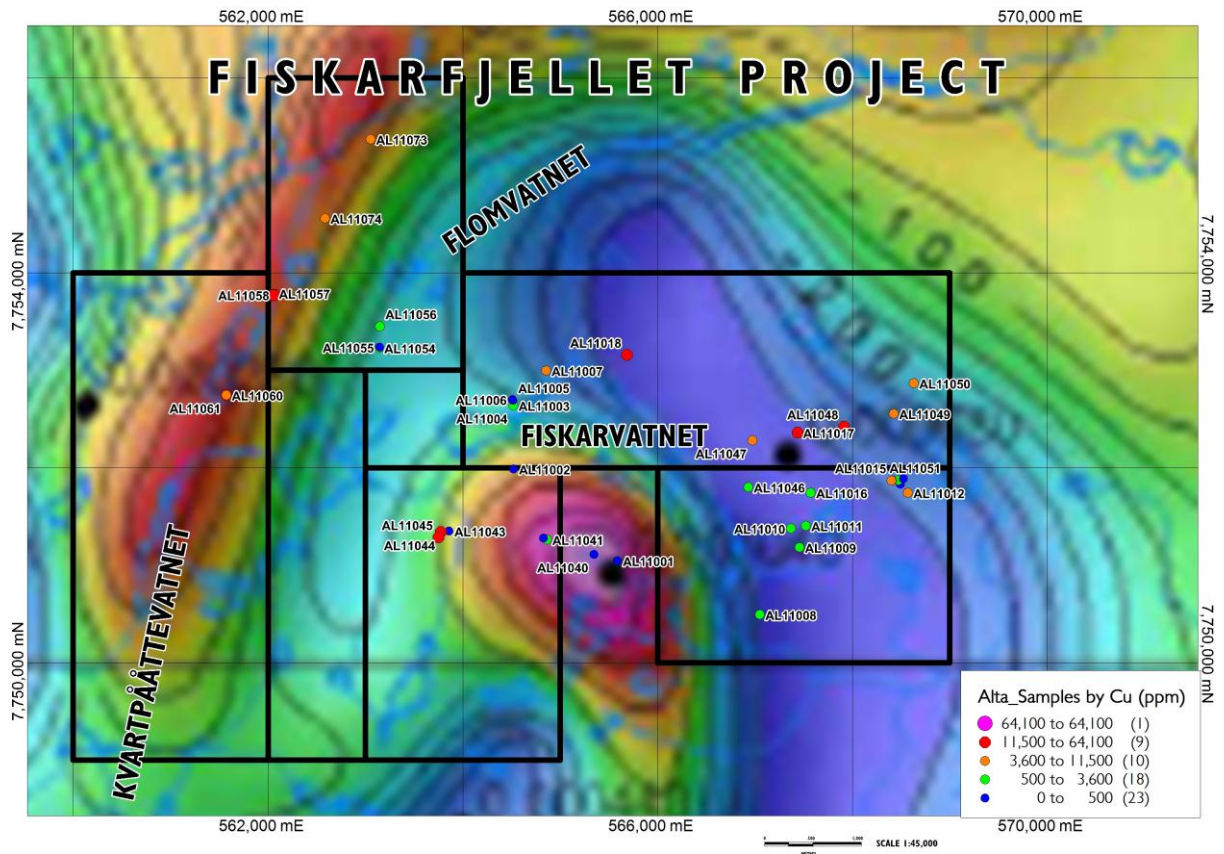 562,000 mE
566,000 mE
570,000 mE
FISKARFJELLET PROJECT
AL11073
FLOMVATNET
AL11074
-100
7,754,000 mN
7,754,000 mN
AL11058
AL11057
-200
AL11056
AL11055
AL11054
AL11018
AL11007
AL11050
AL11061
AL11060
AL11005
AL11006
AL11003
AL11004
AL11048
AL11049
AL11017
FISKARVATNET
AL11047
AL11002
AL11015
AL11051
AL11046
AL11016
AL11012
AL11045
AL11043
AL11044
AL11041
AL11010
AL11011
AL11009
AL11040
AL11001
KVARTPÅÅTTEVATNET
AL11008
7,750,000 mN
7,750,000 mN
Alta_Samples by Cu (ppm)
64,100 to 64,100 (1)
11,500 to 64,100 (9)
3,600 to 11,500 (10)
500 to 3,600 (18)
0 to 500 (23)
562,000 mE
566,000 mE
570,000 mE
SCALE 1:45,000